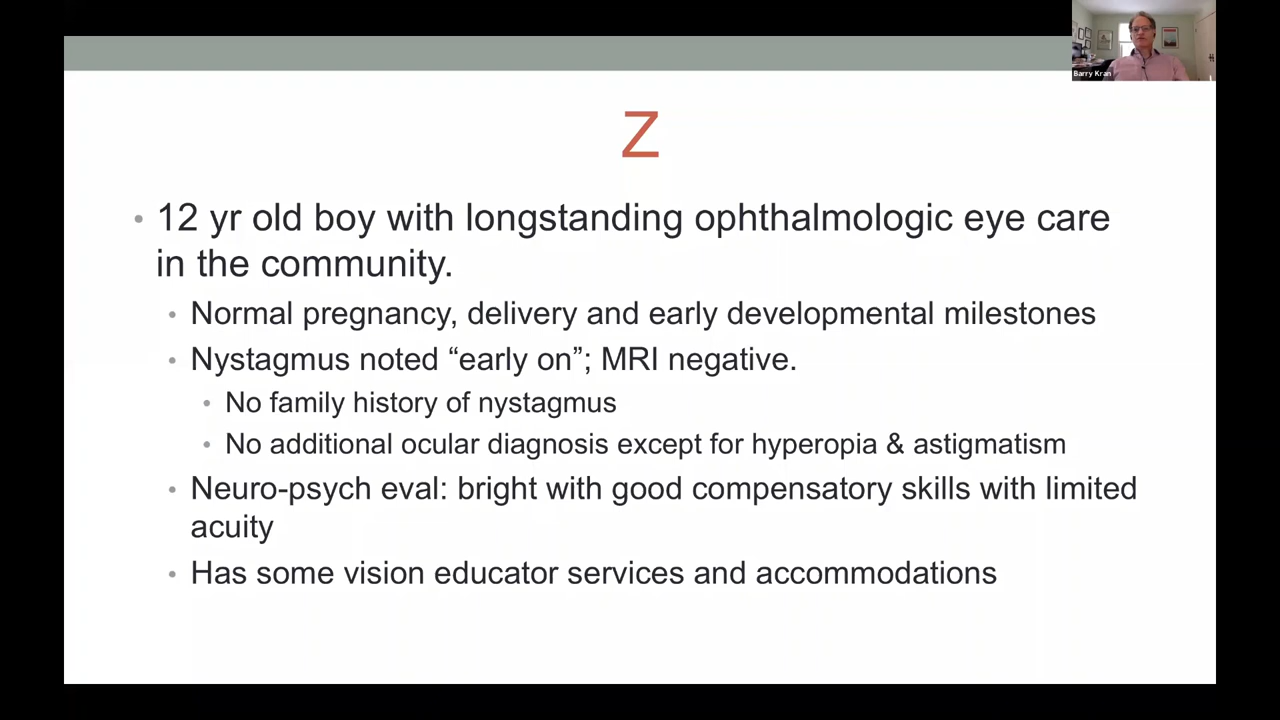 Barry Kran
Z
• 12 yr old boy with longstanding ophthalmologic eye care
in the community.
• Normal pregnancy, delivery and early developmental milestones
• Nystagmus noted “early on”; MRI negative.
• No family history of nystagmus
• No additional ocular diagnosis except for hyperopia & astigmatism
• Neuro-psych eval: bright with good compensatory skills with limited
acuity
• Has some vision educator services and accommodations